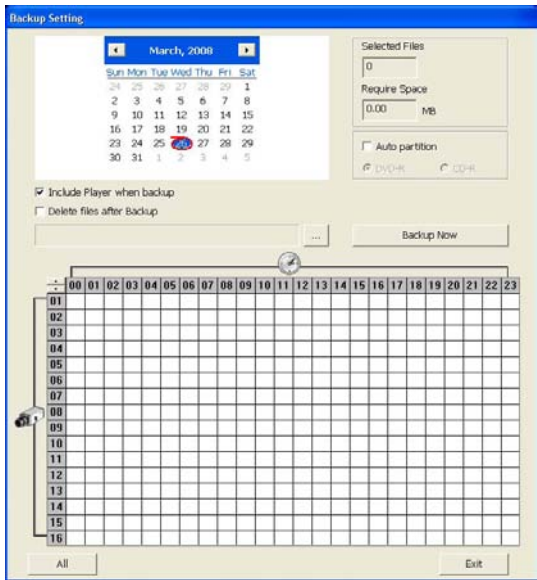 Backup Setting
March, 2008
Sun Mon Tue Wed Thu Fri Sat
24 25 26 27 28 29 1
2 3 4 5 6 7 8
9 10 11 12 13 14 15
16 17 18 19 20 21 22
23 24 25 26 27 28 29
30 31 1 2 3 4 5
Selected Files
0
Require Space
0.00 MB
Auto partition
DVD-R CD-R
Include Player when backup
Delete files after Backup
... Backup Now
00 01 02 03 04 05 06 07 08 09 10 11 12 13 14 15 16 17 18 19 20 21 22 23
01
02
03
04
05
06
07
08
09
10
11
12
13
14
15
16
All Exit